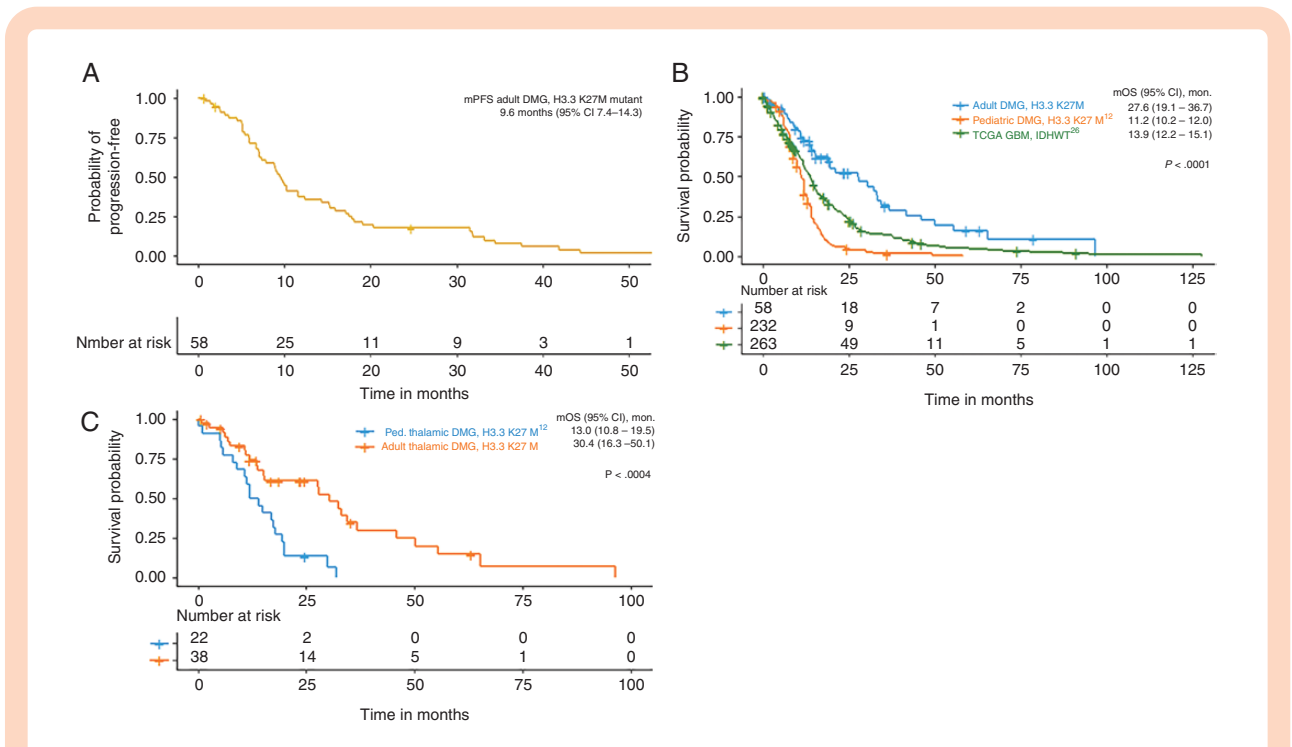 A
1.00
0.75
0.50
0.25
0.00
Probability of
progression-free
mPFS adult DMG, H3.3 K27M mutant
9.6 months (95% CI 7.4–14.3)
0 10 20 30 40 50
Nmber at risk 58 25 11 9 3 1
0 10 20 30 40 50
Time in months
B
1.00
0.75
0.50
0.25
0.00
Survival probability
mOS (95% CI), mon.
Adult DMG, H3.3 K27M 27.6 (19.1 – 36.7)
Pediatric DMG, H3.3 K27 M12 11.2 (10.2 – 12.0)
TCGA GBM, IDHWT26 13.9 (12.2 – 15.1)
P < .0001
0 25 50 75 100 125
Number at risk
58 18 7 2 0 0
232 9 1 0 0 0
263 49 11 5 1 1
0 25 50 75 100 125
Time in months
C
1.00
0.75
0.50
0.25
0.00
Survival probability
mOS (95% CI), mon.
Ped. thalamic DMG, H3.3 K27 M12 13.0 (10.8 – 19.5)
Adult thalamic DMG, H3.3 K27 M 30.4 (16.3 –50.1)
P < .0004
0 25 50 75 100
Number at risk
22 2 0 0 0
38 14 5 1 0
0 25 50 75 100
Time in months